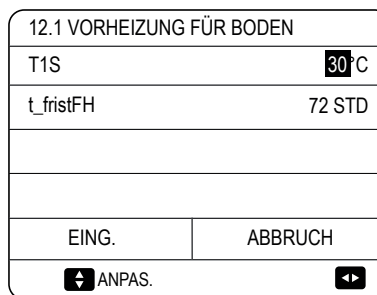 12.1 VORHEIZUNG FÜR BODEN
T1S 30°C
t_fristFH 72 STD
EING. ABBRUCH
ANPAS.